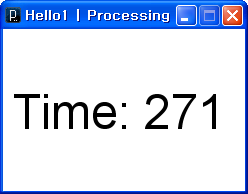 Hello1 | Processing
Time: 271